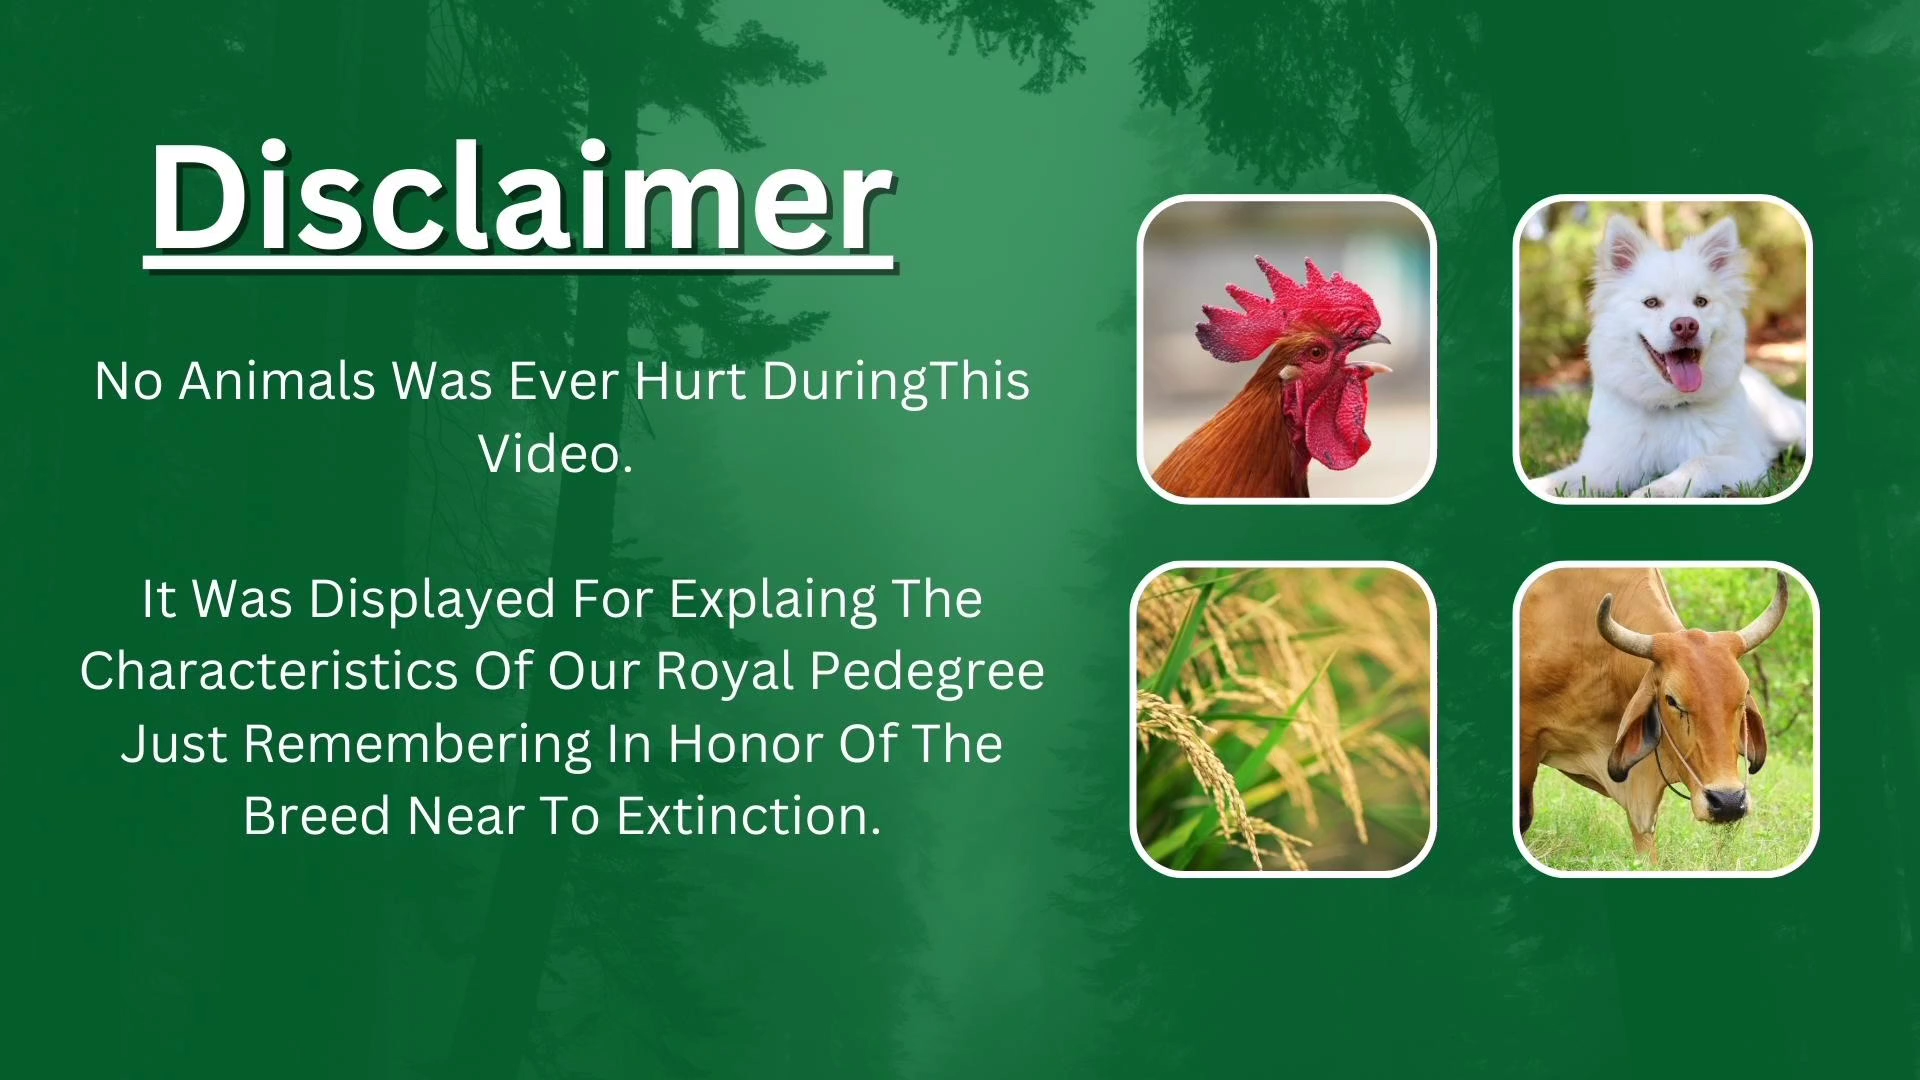 Disclaimer
No Animals Was Ever Hurt DuringThis
Video.
It Was Displayed For Explaing The
Characteristics Of Our Royal Pedegree
Just Remembering In Honor Of The
Breed Near To Extinction.